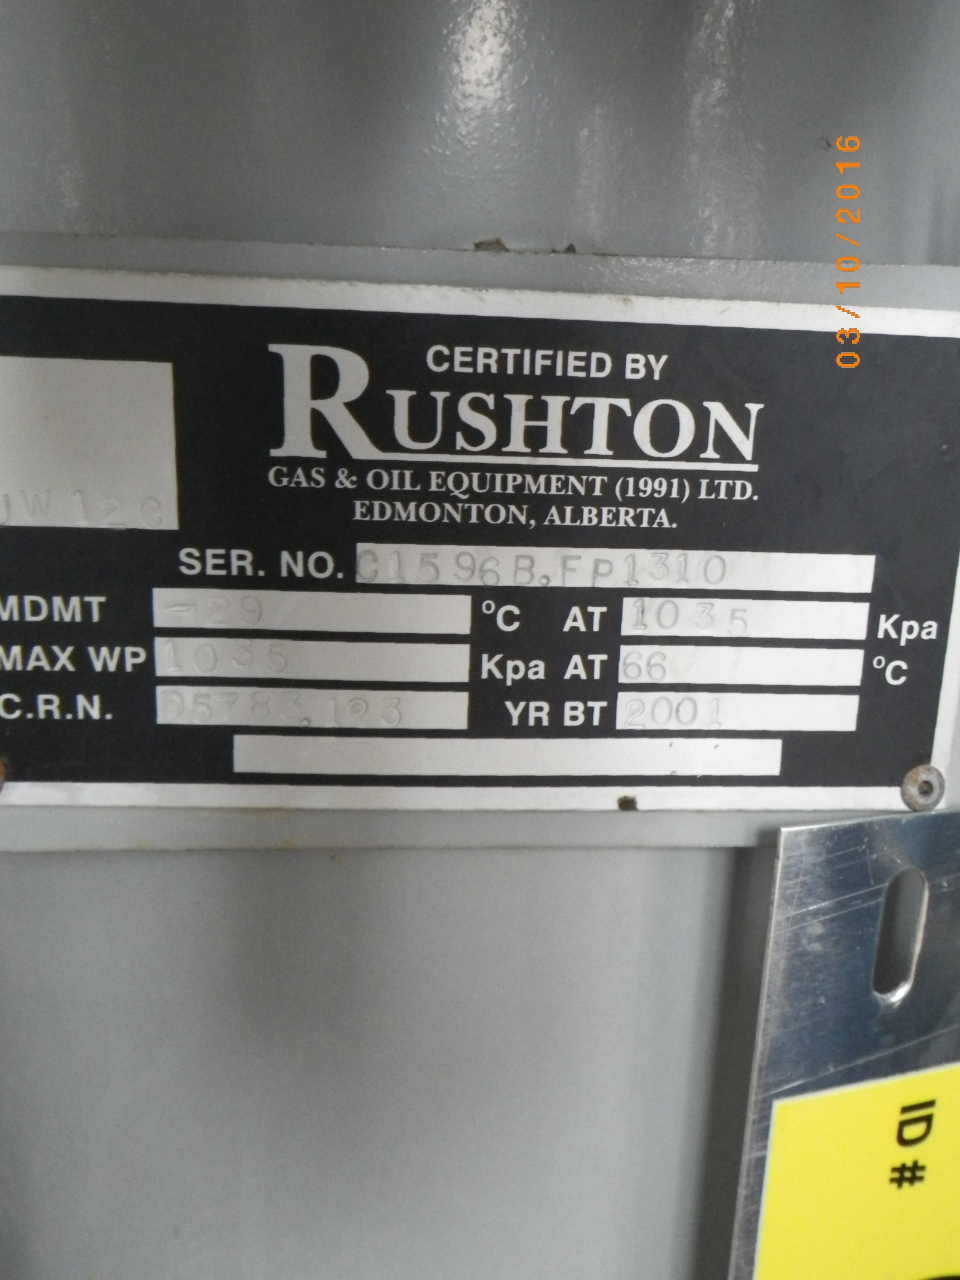 03/10/2016
CERTIFIED BY
RUSHTON
GAS & OIL EQUIPMENT (1991) LTD.
EDMONTON, ALBERTA.
SER. NO. C1596B.FP1310
MDMT -29 °C AT 1035 Kpa
MAX WP 1035 Kpa AT 66 °C
C.R.N. D5783.123 YR BT 2001
ID #